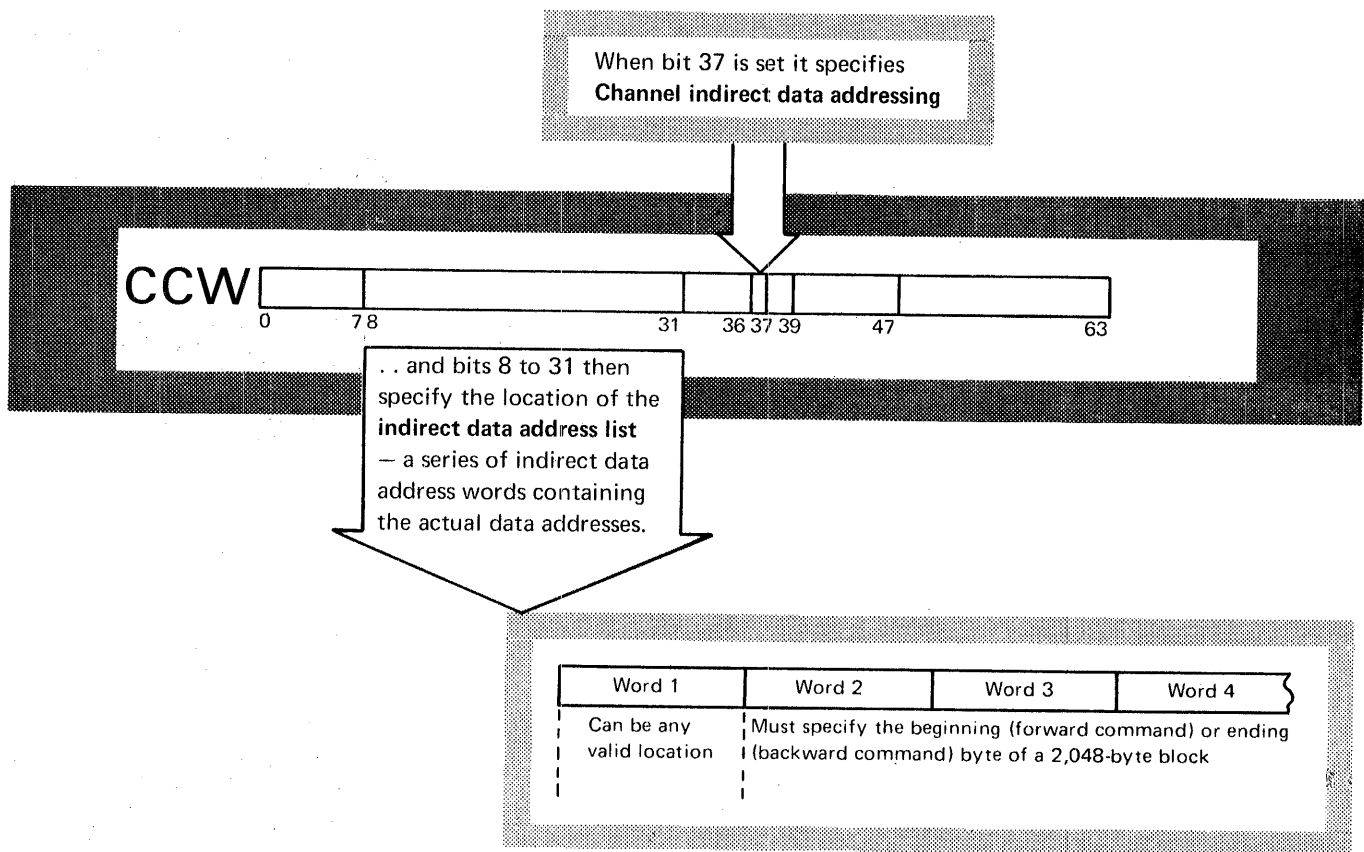 When bit 37 is set it specifies
Channel indirect data addressing
CCW
0 7 8 31 36 37 39 47 63
. . and bits 8 to 31 then
specify the location of the
indirect data address list
— a series of indirect data
address words containing
the actual data addresses.
Word 1 Word 2 Word 3 Word 4
Can be any
valid location
Must specify the beginning (forward command) or ending
(backward command) byte of a 2,048-byte block